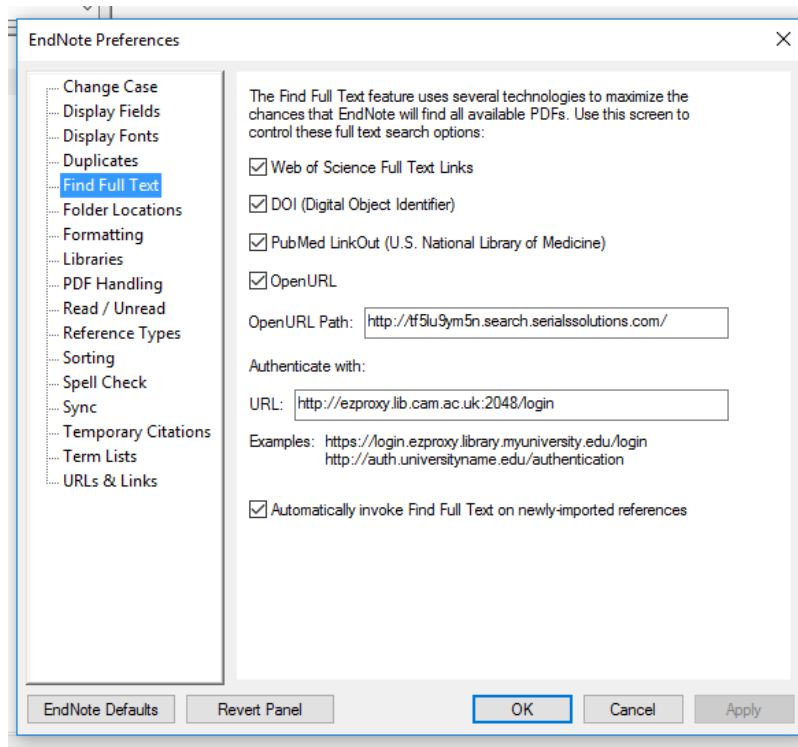 EndNote Preferences
Change Case
Display Fields
Display Fonts
Duplicates
Find Full Text
Folder Locations
Formatting
Libraries
PDF Handling
Read / Unread
Reference Types
Sorting
Spell Check
Sync
Temporary Citations
Term Lists
URLs & Links
The Find Full Text feature uses several technologies to maximize the
chances that EndNote will find all available PDFs. Use this screen to
control these full text search options:
Web of Science Full Text Links
DOI (Digital Object Identifier)
PubMed LinkOut (U.S. National Library of Medicine)
OpenURL
OpenURL Path: http://tf5lu9ym5n.search.serialssolutions.com/
Authenticate with:
URL: http://ezproxy.lib.cam.ac.uk:2048/login
Examples: https://login.ezproxy.library.myuniversity.edu/login
http://auth.universityname.edu/authentication
Automatically invoke Find Full Text on newly-imported references
EndNote Defaults
Revert Panel
OK
Cancel
Apply